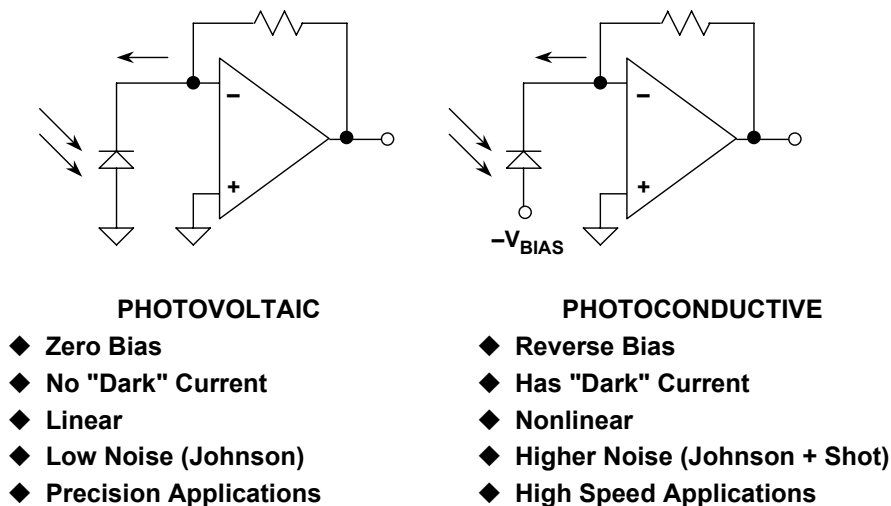 −
+
−
+
−VBIAS
PHOTOVOLTAIC
◆ Zero Bias
◆ No "Dark" Current
◆ Linear
◆ Low Noise (Johnson)
◆ Precision Applications
PHOTOCONDUCTIVE
◆ Reverse Bias
◆ Has "Dark" Current
◆ Nonlinear
◆ Higher Noise (Johnson + Shot)
◆ High Speed Applications